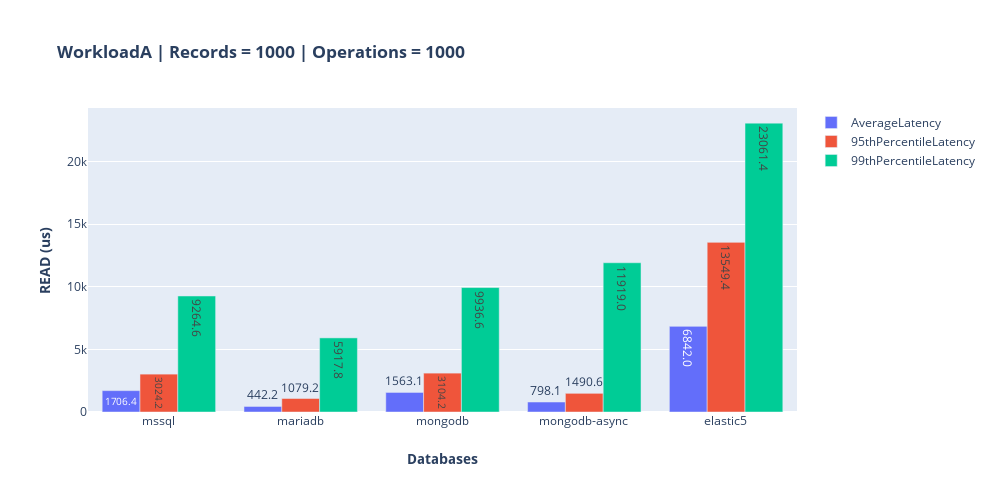 WorkloadA | Records = 1000 | Operations = 1000
AverageLatency
95thPercentileLatency
99thPercentileLatency
READ (us)
20k
15k
10k
5k
0
1706.4
3024.2
9264.6
442.2
1079.2
5917.8
1563.1
3104.2
9936.6
798.1
1490.6
11919.0
6842.0
13549.4
23061.4
mssql
mariadb
mongodb
mongodb-async
elastic5
Databases